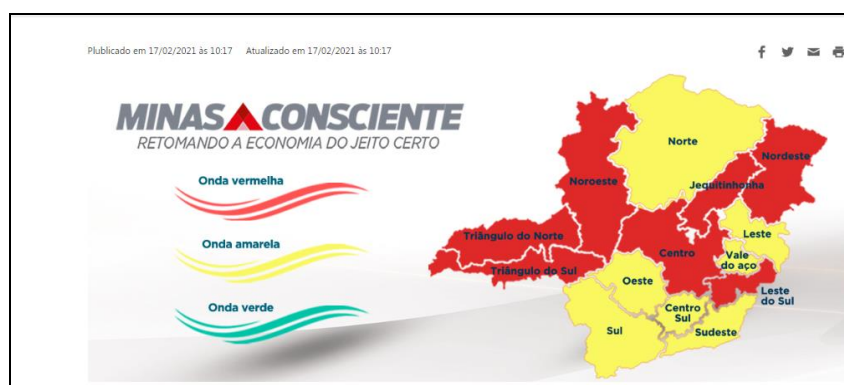 Plublicado em 17/02/2021 às 10:17 Atualizado em 17/02/2021 às 10:17
MINAS CONSCIENTE
RETOMANDO A ECONOMIA DO JEITO CERTO
Onda vermelha
Onda amarela
Onda verde
Norte
Nordeste
Noroeste
Jequitinhonha
Triângulo do Norte
Leste
Centro
Vale
do aço
Triângulo do Sul
Oeste
Leste
do Sul
Centro
Sul
Sul
Sudeste